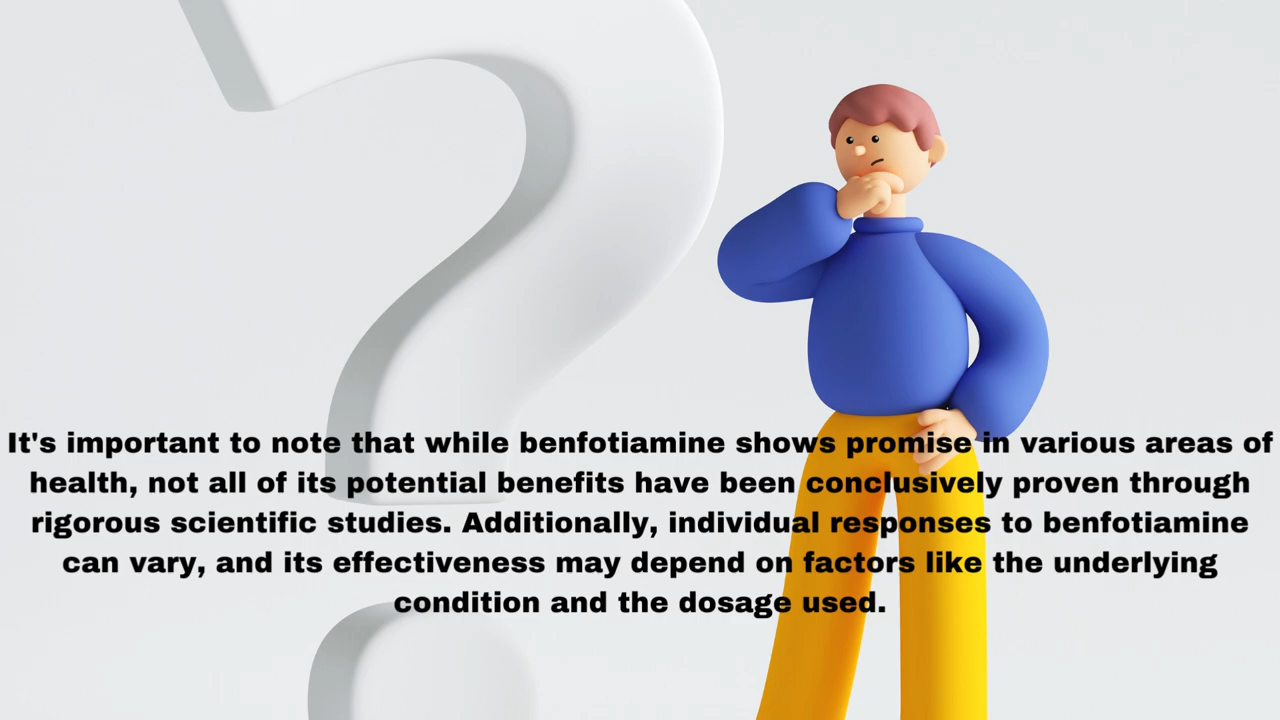 It's important to note that while benfotiamine shows promise in various areas of
health, not all of its potential benefits have been conclusively proven through
rigorous scientific studies. Additionally, individual responses to benfotiamine
can vary, and its effectiveness may depend on factors like the underlying
condition and the dosage used.